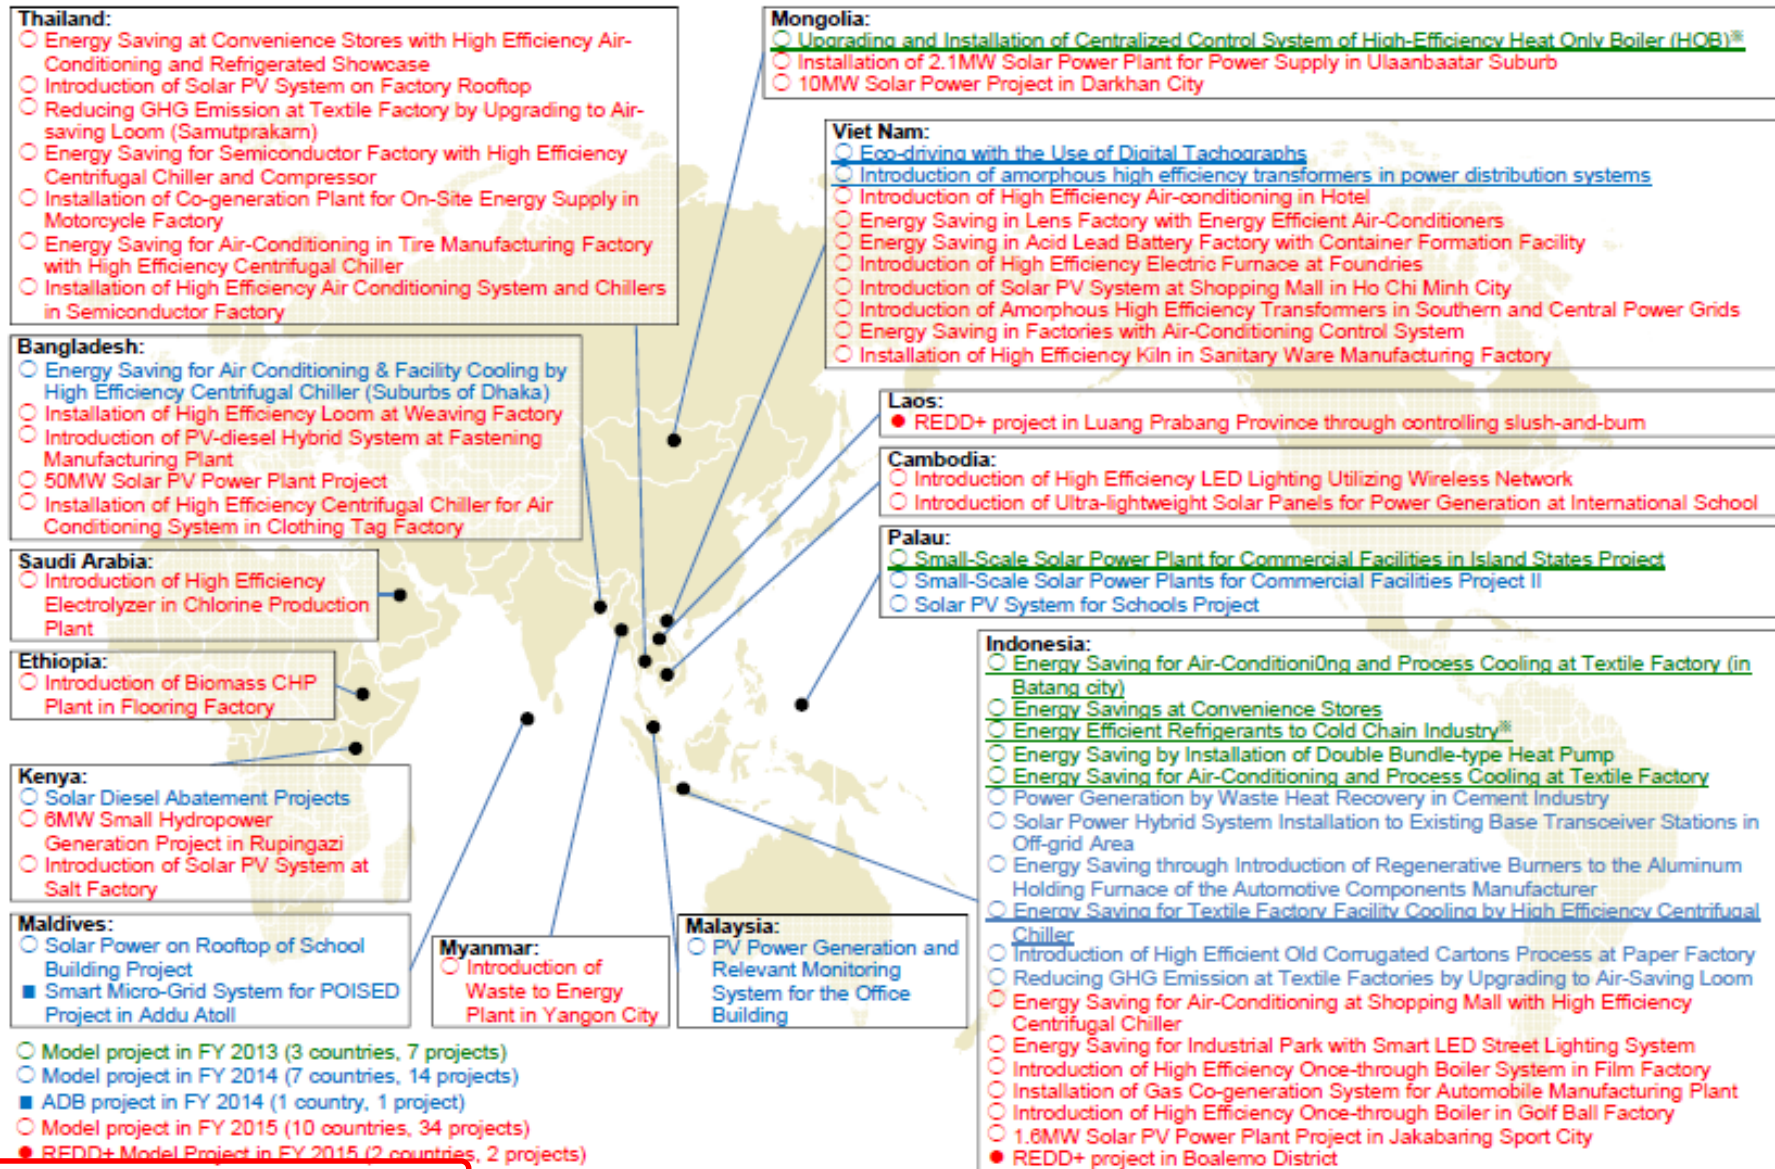 Thailand:
○ Energy Saving at Convenience Stores with High Efficiency Air-
Conditioning and Refrigerated Showcase
○ Introduction of Solar PV System on Factory Rooftop
○ Reducing GHG Emission at Textile Factory by Upgrading to Air-
saving Loom (Samutprakarn)
○ Energy Saving for Semiconductor Factory with High Efficiency
Centrifugal Chiller and Compressor
○ Installation of Co-generation Plant for On-Site Energy Supply in
Motorcycle Factory
○ Energy Saving for Air-Conditioning in Tire Manufacturing Factory
with High Efficiency Centrifugal Chiller
○ Installation of High Efficiency Air Conditioning System and Chillers
in Semiconductor Factory
Mongolia:
○ Upgrading and Installation of Centralized Control System of High-Efficiency Heat Only Boiler (HOB)※
○ Installation of 2.1MW Solar Power Plant for Power Supply in Ulaanbaatar Suburb
○ 10MW Solar Power Project in Darkhan City
Viet Nam:
○ Eco-driving with the Use of Digital Tachographs
○ Introduction of amorphous high efficiency transformers in power distribution systems
○ Introduction of High Efficiency Air-conditioning in Hotel
○ Energy Saving in Lens Factory with Energy Efficient Air-Conditioners
○ Energy Saving in Acid Lead Battery Factory with Container Formation Facility
○ Introduction of High Efficiency Electric Furnace at Foundries
○ Introduction of Solar PV System at Shopping Mall in Ho Chi Minh City
○ Introduction of Amorphous High Efficiency Transformers in Southern and Central Power Grids
○ Energy Saving in Factories with Air-Conditioning Control System
○ Installation of High Efficiency Kiln in Sanitary Ware Manufacturing Factory
Bangladesh:
○ Energy Saving for Air Conditioning & Facility Cooling by
High Efficiency Centrifugal Chiller (Suburbs of Dhaka)
○ Installation of High Efficiency Loom at Weaving Factory
○ Introduction of PV-diesel Hybrid System at Fastening
Manufacturing Plant
○ 50MW Solar PV Power Plant Project
○ Installation of High Efficiency Centrifugal Chiller for Air
Conditioning System in Clothing Tag Factory
Laos:
● REDD+ project in Luang Prabang Province through controlling slush-and-burn
Cambodia:
○ Introduction of High Efficiency LED Lighting Utilizing Wireless Network
○ Introduction of Ultra-lightweight Solar Panels for Power Generation at International School
Palau:
○ Small-Scale Solar Power Plant for Commercial Facilities in Island States Project
○ Small-Scale Solar Power Plants for Commercial Facilities Project II
○ Solar PV System for Schools Project
Saudi Arabia:
○ Introduction of High Efficiency
Electrolyzer in Chlorine Production
Plant
Ethiopia:
○ Introduction of Biomass CHP
Plant in Flooring Factory
Kenya:
○ Solar Diesel Abatement Projects
○ 6MW Small Hydropower
Generation Project in Rupingazi
○ Introduction of Solar PV System at
Salt Factory
Maldives:
○ Solar Power on Rooftop of School
Building Project
■ Smart Micro-Grid System for POISED
Project in Addu Atoll
Myanmar:
○ Introduction of
Waste to Energy
Plant in Yangon City
Malaysia:
○ PV Power Generation and
Relevant Monitoring
System for the Office
Building
Indonesia:
○ Energy Saving for Air-Conditioni0ng and Process Cooling at Textile Factory (in
Batang city)
○ Energy Savings at Convenience Stores
○ Energy Efficient Refrigerants to Cold Chain Industry※
○ Energy Saving by Installation of Double Bundle-type Heat Pump
○ Energy Saving for Air-Conditioning and Process Cooling at Textile Factory
○ Power Generation by Waste Heat Recovery in Cement Industry
○ Solar Power Hybrid System Installation to Existing Base Transceiver Stations in
Off-grid Area
○ Energy Saving through Introduction of Regenerative Burners to the Aluminum
Holding Furnace of the Automotive Components Manufacturer
○ Energy Saving for Textile Factory Facility Cooling by High Efficiency Centrifugal
Chiller
○ Introduction of High Efficient Old Corrugated Cartons Process at Paper Factory
○ Reducing GHG Emission at Textile Factories by Upgrading to Air-Saving Loom
○ Energy Saving for Air-Conditioning at Shopping Mall with High Efficiency
Centrifugal Chiller
○ Energy Saving for Industrial Park with Smart LED Street Lighting System
○ Introduction of High Efficiency Once-through Boiler System in Film Factory
○ Installation of Gas Co-generation System for Automobile Manufacturing Plant
○ Introduction of High Efficiency Once-through Boiler in Golf Ball Factory
○ 1.6MW Solar PV Power Plant Project in Jakabaring Sport City
● REDD+ project in Boalemo District
○ Model project in FY 2013 (3 countries, 7 projects)
○ Model project in FY 2014 (7 countries, 14 projects)
■ ADB project in FY 2014 (1 country, 1 project)
○ Model project in FY 2015 (10 countries, 34 projects)
● REDD+ Model Project in FY 2015 (2 countries, 2 projects)